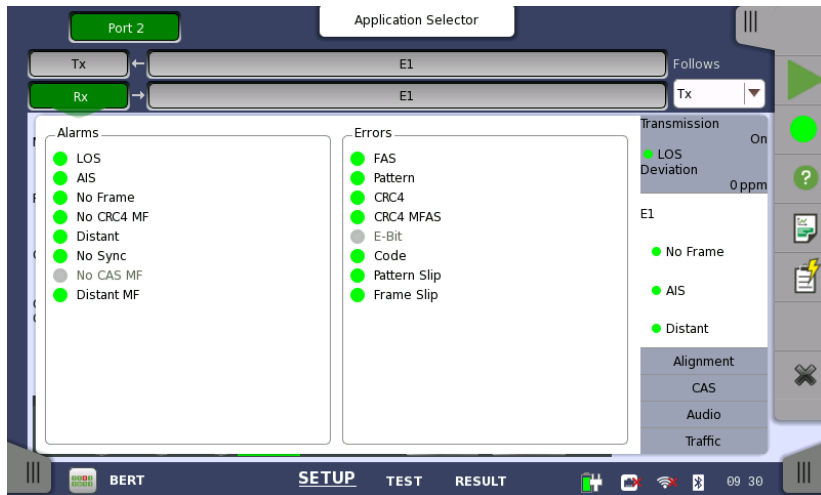 Port 2
Application Selector
Tx
E1
Follows
Rx
E1
Tx
Alarms
LOS
AIS
No Frame
No CRC4 MF
Distant
No Sync
No CAS MF
Distant MF
Errors
FAS
Pattern
CRC4
CRC4 MFAS
E-Bit
Code
Pattern Slip
Frame Slip
Transmission
On
LOS
Deviation
0 ppm
E1
No Frame
AIS
Distant
Alignment
CAS
Audio
Traffic
BERT
SETUP
TEST
RESULT
09 30